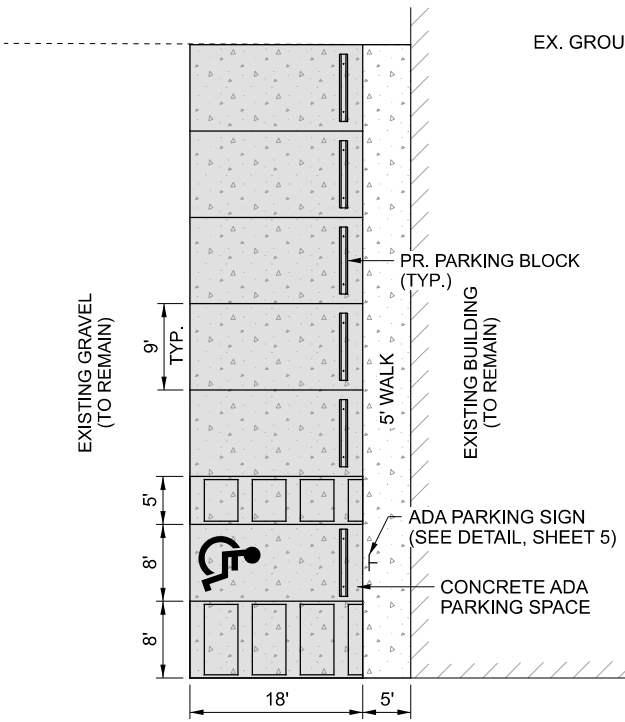 EX. GROU
PR. PARKING BLOCK
(TYP.)
EXISTING GRAVEL
(TO REMAIN)
9'
TYP.
5' WALK
EXISTING BUILDING
(TO REMAIN)
5'
ADA PARKING SIGN
(SEE DETAIL, SHEET 5)
8'
CONCRETE ADA
PARKING SPACE
8'
18'
5'